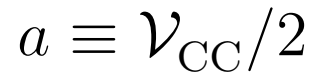 a ≡ 𝒱_CC/2